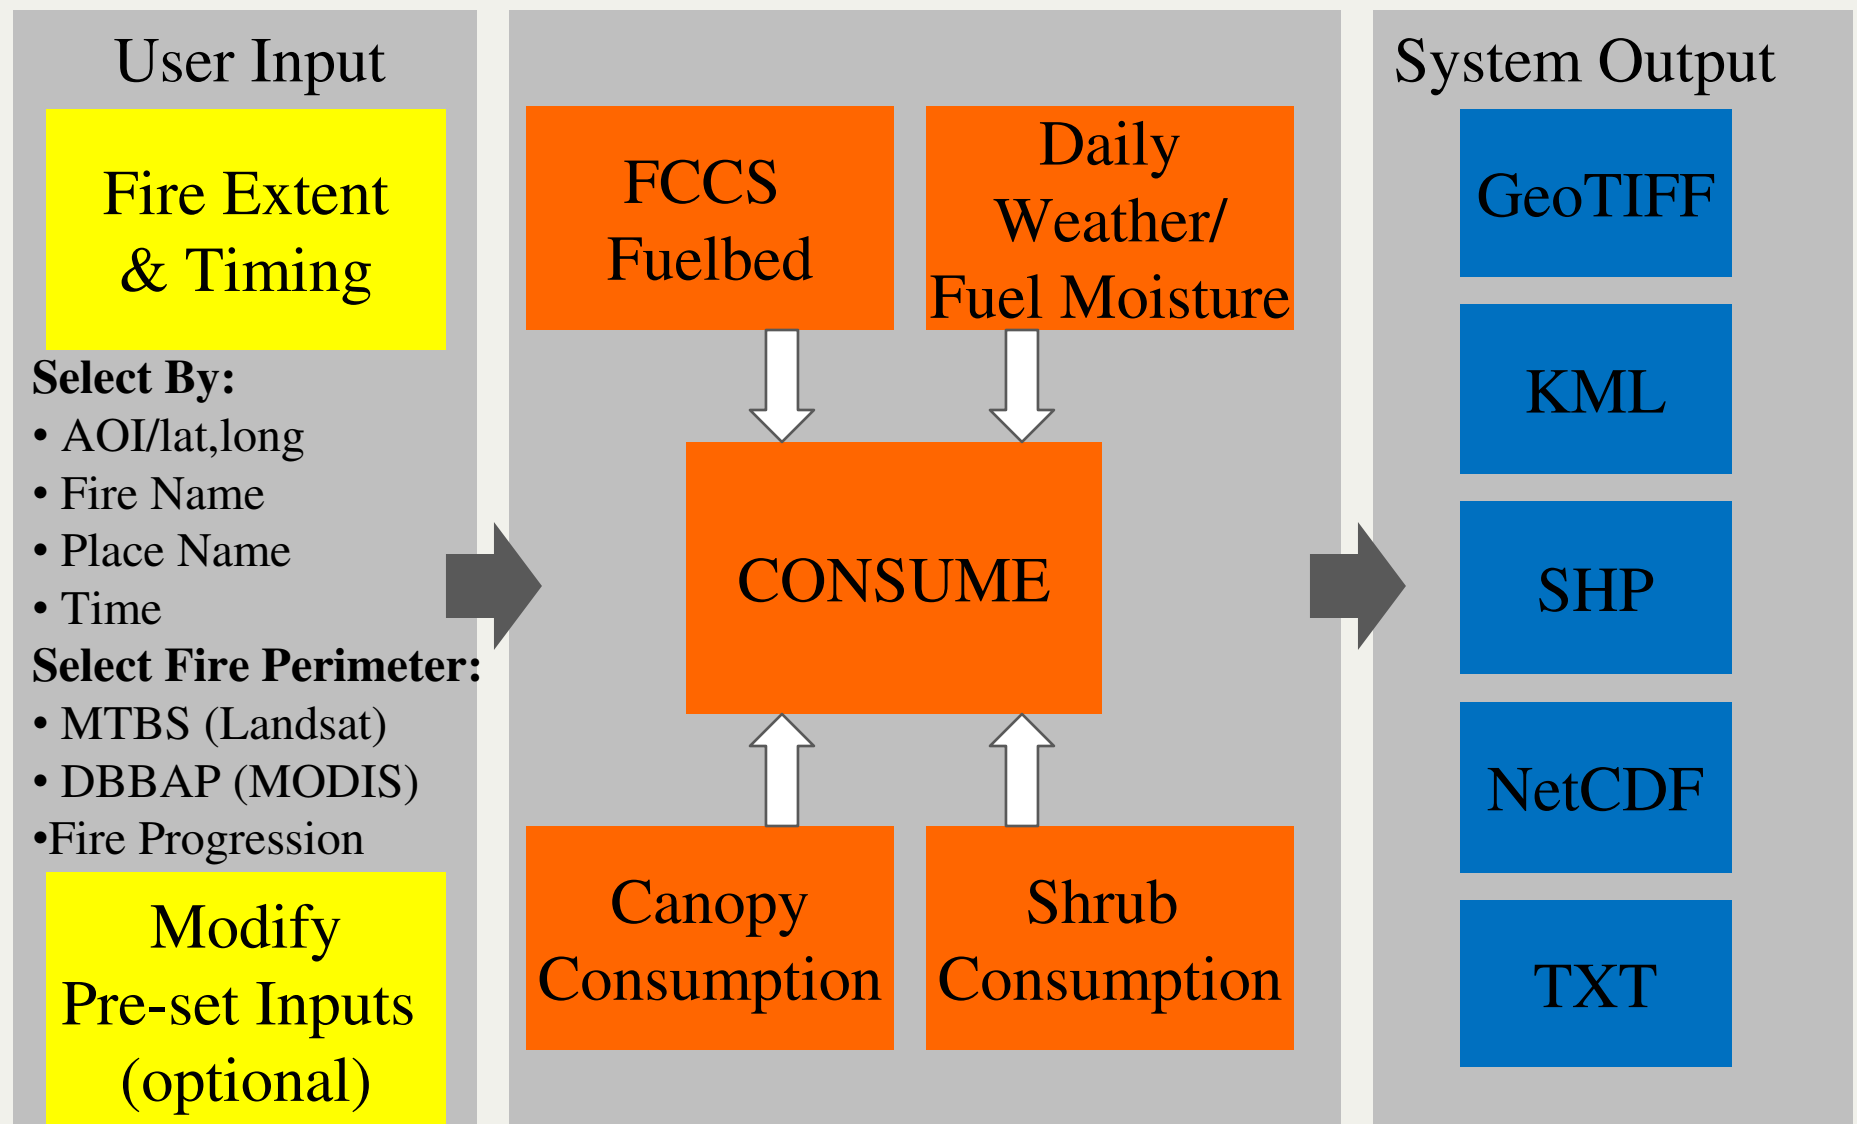 User Input
Fire Extent
& Timing
Select By:
• AOI/lat,long
• Fire Name
• Place Name
• Time
Select Fire Perimeter:
• MTBS (Landsat)
• DBBAP (MODIS)
•Fire Progression
Modify
Pre-set Inputs
(optional)
FCCS
Fuelbed
Daily
Weather/
Fuel Moisture
CONSUME
Canopy
Consumption
Shrub
Consumption
System Output
GeoTIFF
KML
SHP
NetCDF
TXT